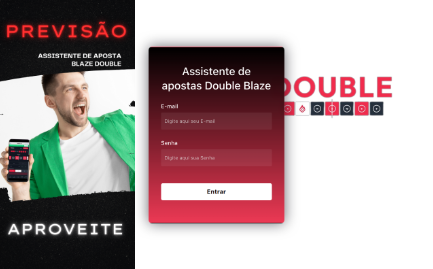 PREVISÃO
ASSISTENTE DE APOSTA
BLAZE DOUBLE
APROVEITE
Assistente de
apostas Double Blaze
E-mail
Digite aqui seu E-mail
Senha
Digite aqui sua Senha
Entrar
DOUBLE